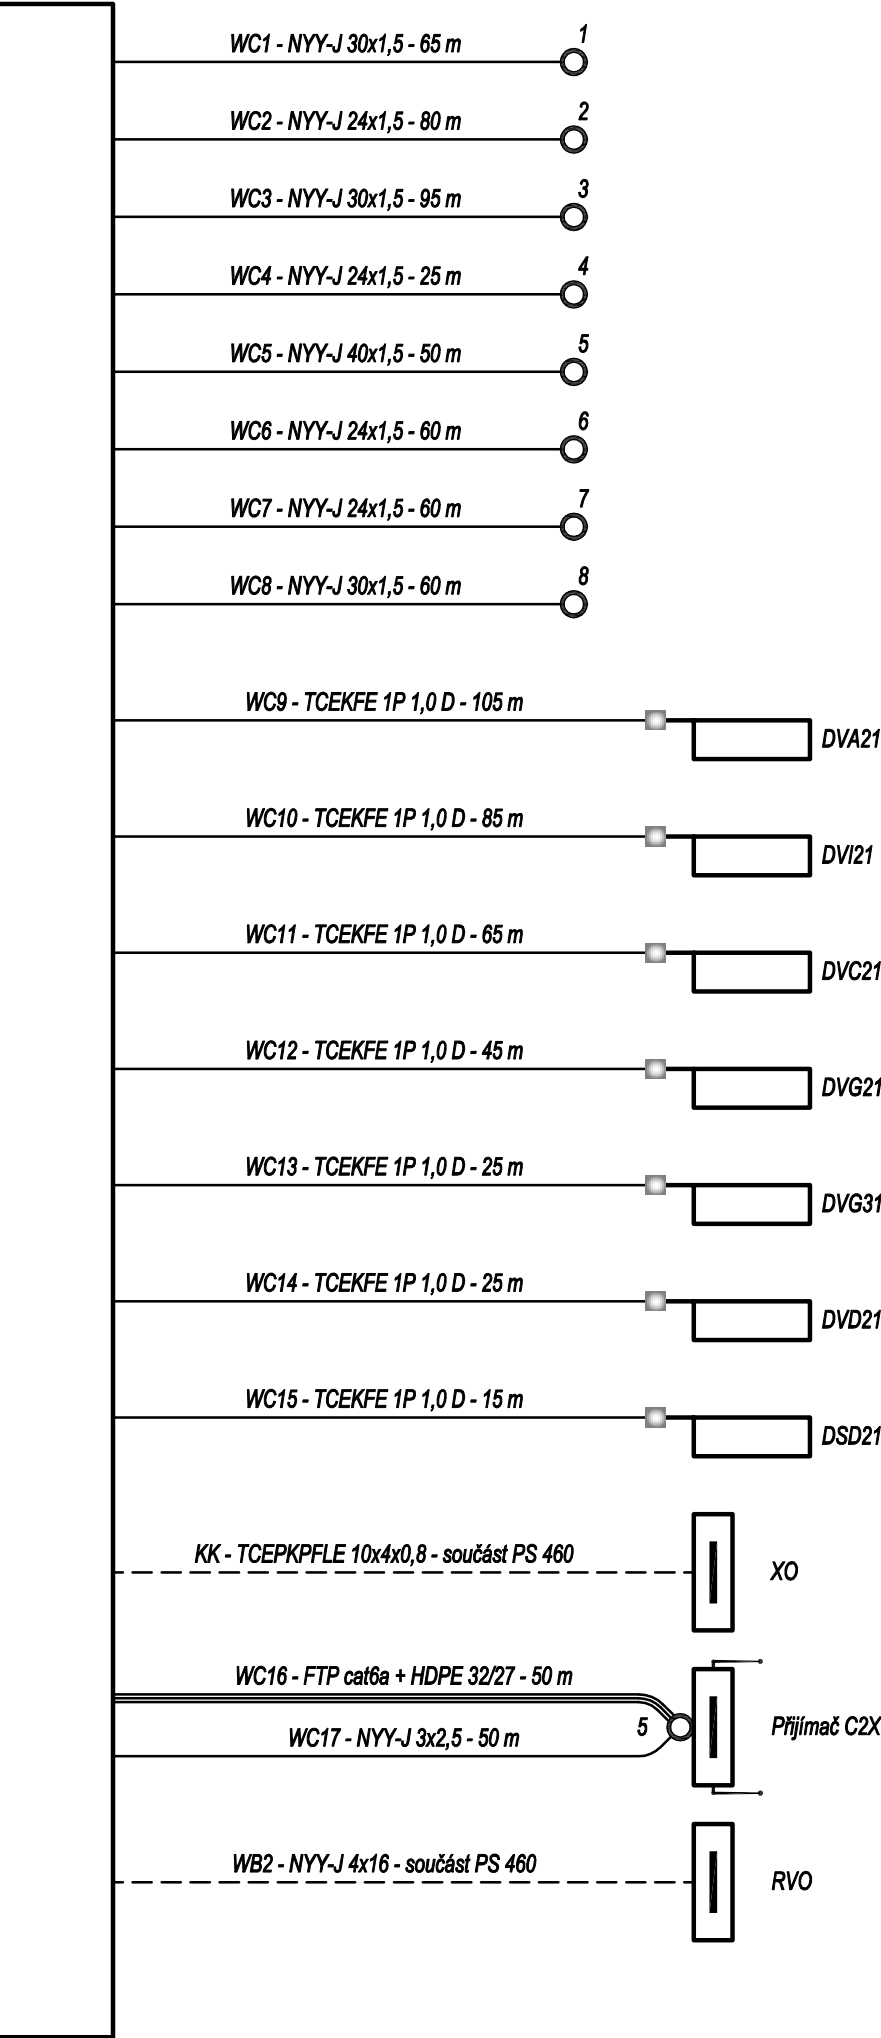 WC1 - NYY-J 30x1,5 - 65 m
1
WC2 - NYY-J 24x1,5 - 80 m
2
WC3 - NYY-J 30x1,5 - 95 m
3
WC4 - NYY-J 24x1,5 - 25 m
4
WC5 - NYY-J 40x1,5 - 50 m
5
WC6 - NYY-J 24x1,5 - 60 m
6
WC7 - NYY-J 24x1,5 - 60 m
7
WC8 - NYY-J 30x1,5 - 60 m
8
WC9 - TCEKFE 1P 1,0 D - 105 m
DVA21
WC10 - TCEKFE 1P 1,0 D - 85 m
DVI21
WC11 - TCEKFE 1P 1,0 D - 65 m
DVC21
WC12 - TCEKFE 1P 1,0 D - 45 m
DVG21
WC13 - TCEKFE 1P 1,0 D - 25 m
DVG31
WC14 - TCEKFE 1P 1,0 D - 25 m
DVD21
WC15 - TCEKFE 1P 1,0 D - 15 m
DSD21
KK - TCEPKPFLE 10x4x0,8 - součást PS 460
XO
WC16 - FTP cat6a + HDPE 32/27 - 50 m
5
Přijímač C2X
WC17 - NYY-J 3x2,5 - 50 m
WB2 - NYY-J 4x16 - součást PS 460
RVO